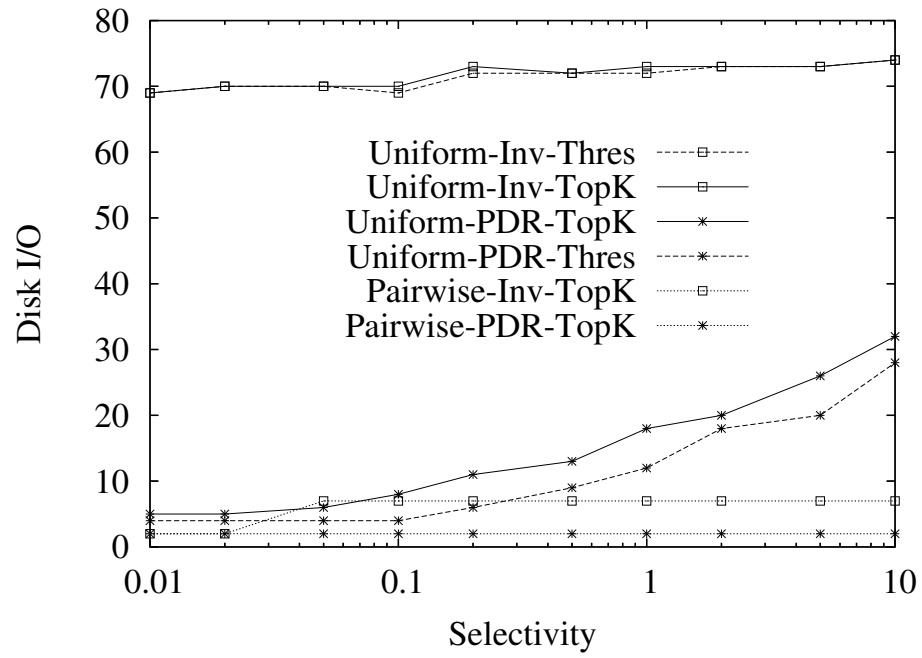 80
70
60
50
40
30
20
10
0
Disk I/O
Uniform-Inv-Thres
Uniform-Inv-TopK
Uniform-PDR-TopK
Uniform-PDR-Thres
Pairwise-Inv-TopK
Pairwise-PDR-TopK
0.01 0.1 1 10
Selectivity